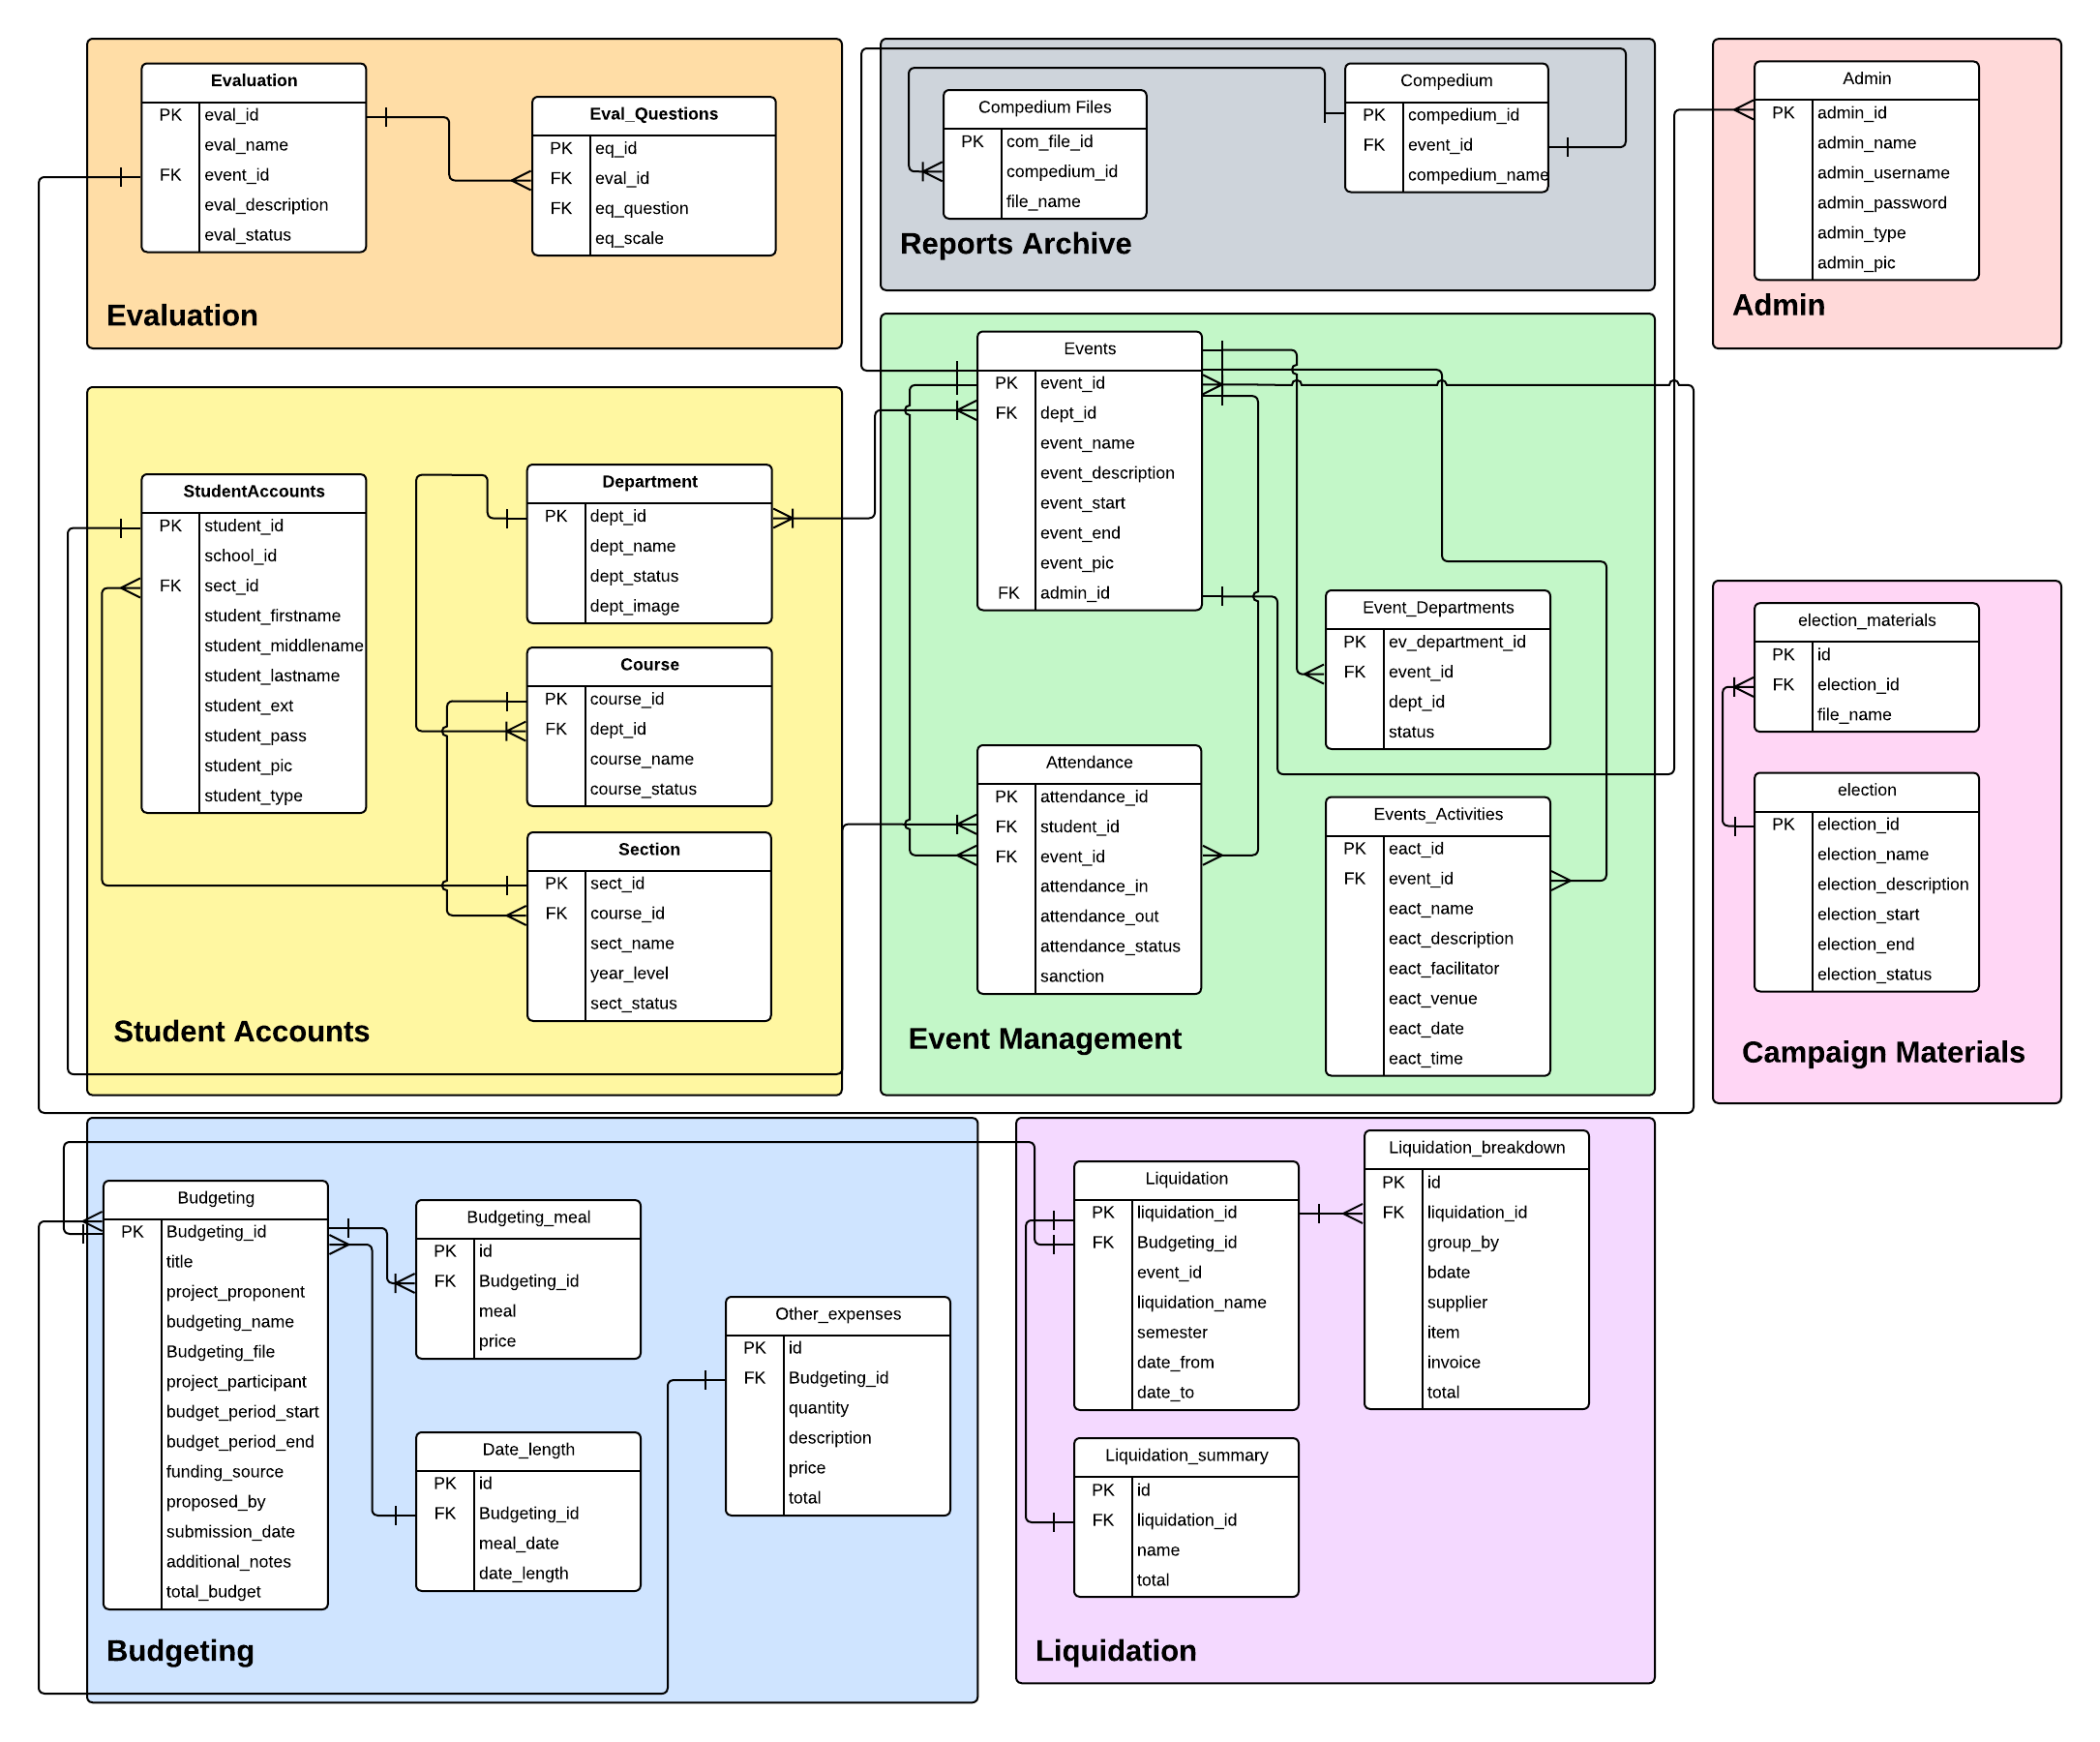 Evaluation
PK eval_id
eval_name
FK event_id
eval_description
eval_status
Eval_Questions
PK eq_id
FK eval_id
FK eq_question
eq_scale
Evaluation
Compedium Files
PK com_file_id
compedium_id
file_name
Compedium
PK compedium_id
FK event_id
compedium_name
Reports Archive
Admin
PK admin_id
admin_name
admin_username
admin_password
admin_type
admin_pic
Admin
StudentAccounts
PK student_id
school_id
FK sect_id
student_firstname
student_middlename
student_lastname
student_ext
student_pass
student_pic
student_type
Department
PK dept_id
dept_name
dept_status
dept_image
Course
PK course_id
FK dept_id
course_name
course_status
Section
PK sect_id
FK course_id
sect_name
year_level
sect_status
Student Accounts
Events
PK event_id
FK dept_id
event_name
event_description
event_start
event_end
event_pic
FK admin_id
Event_Departments
PK ev_department_id
FK event_id
dept_id
status
Attendance
PK attendance_id
FK student_id
FK event_id
attendance_in
attendance_out
attendance_status
sanction
Events_Activities
PK eact_id
FK event_id
eact_name
eact_description
eact_facilitator
eact_venue
eact_date
eact_time
Event Management
election_materials
PK id
FK election_id
file_name
election
PK election_id
election_name
election_description
election_start
election_end
election_status
Campaign Materials
Budgeting
PK Budgeting_id
title
project_proponent
budgeting_name
Budgeting_file
project_participant
budget_period_start
budget_period_end
funding_source
proposed_by
submission_date
additional_notes
total_budget
Budgeting_meal
PK id
FK Budgeting_id
meal
price
Date_length
PK id
FK Budgeting_id
meal_date
date_length
Other_expenses
PK id
FK Budgeting_id
quantity
description
price
total
Budgeting
Liquidation
PK liquidation_id
FK Budgeting_id
event_id
liquidation_name
semester
date_from
date_to
Liquidation_breakdown
PK id
FK liquidation_id
group_by
bdate
supplier
item
invoice
total
Liquidation_summary
PK id
FK liquidation_id
name
total
Liquidation